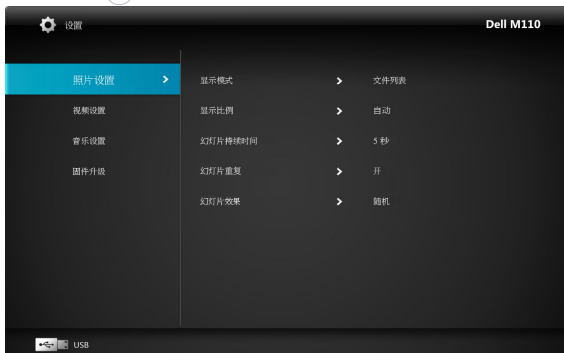 设置
Dell M110
照片设置
显示模式 文件列表
视频设置
显示比例 自动
音乐设置
幻灯片持续时间 5 秒
固件升级
幻灯片重复 开
幻灯片效果 随机
USB